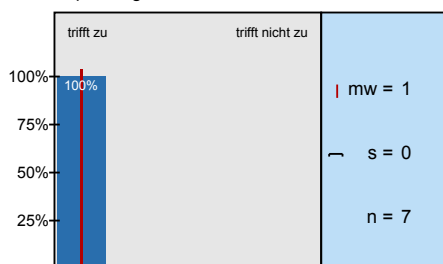 trifft zu trifft nicht zu
100%
100%
75%
50%
25%
mw = 1
s = 0
n = 7